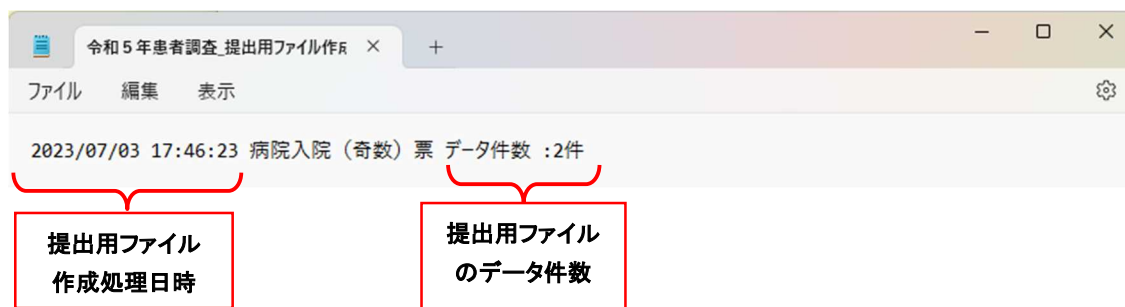 令和５年患者調査_提出用ファイル作成
ファイル 編集 表示
2023/07/03 17:46:23 病院入院（奇数）票 データ件数 :2件
提出用ファイル
作成処理日時
提出用ファイル
のデータ件数